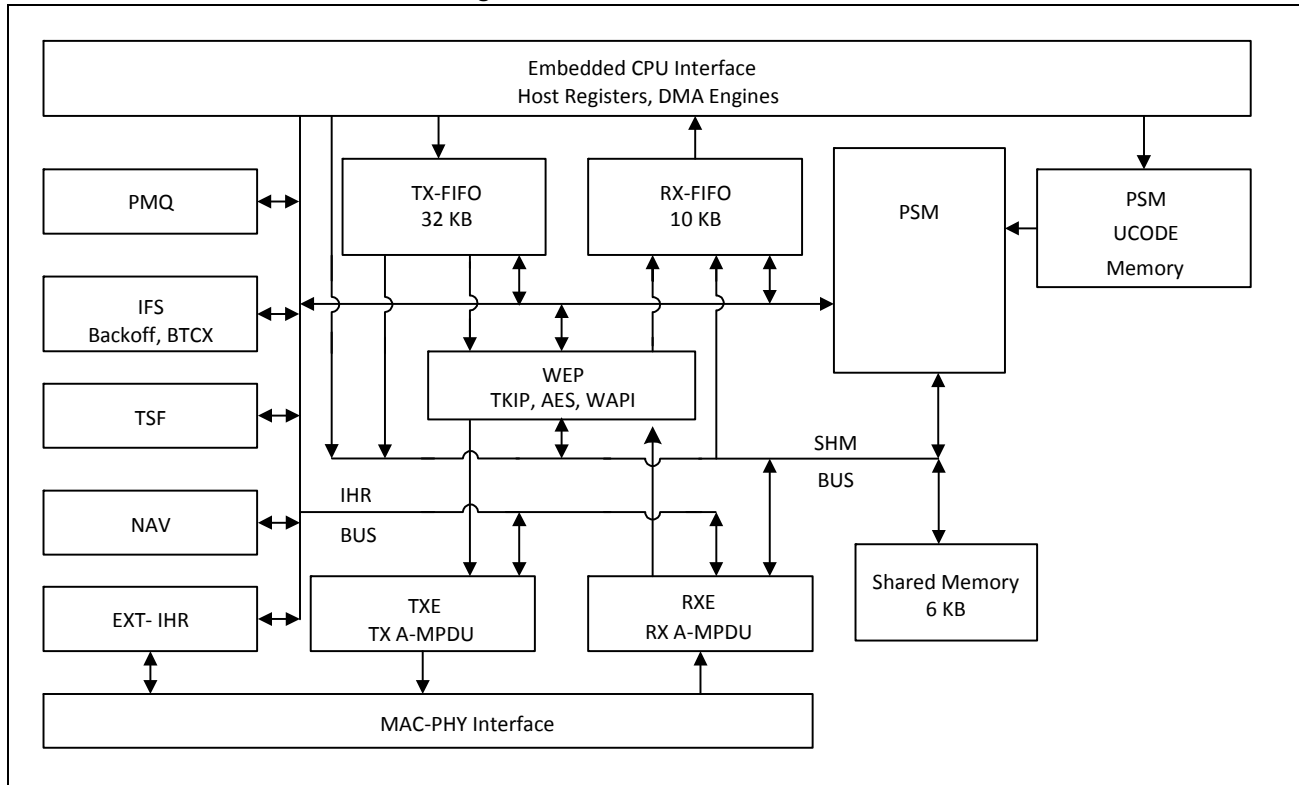 Embedded CPU Interface
Host Registers, DMA Engines
PMQ
TX-FIFO
32 KB
RX-FIFO
10 KB
PSM
PSM
UCODE
Memory
IFS
Backoff, BTCX
WEP
TKIP, AES, WAPI
TSF
SHM
BUS
IHR
BUS
NAV
Shared Memory
6 KB
EXT- IHR
TXE
TX A-MPDU
RXE
RX A-MPDU
MAC-PHY Interface